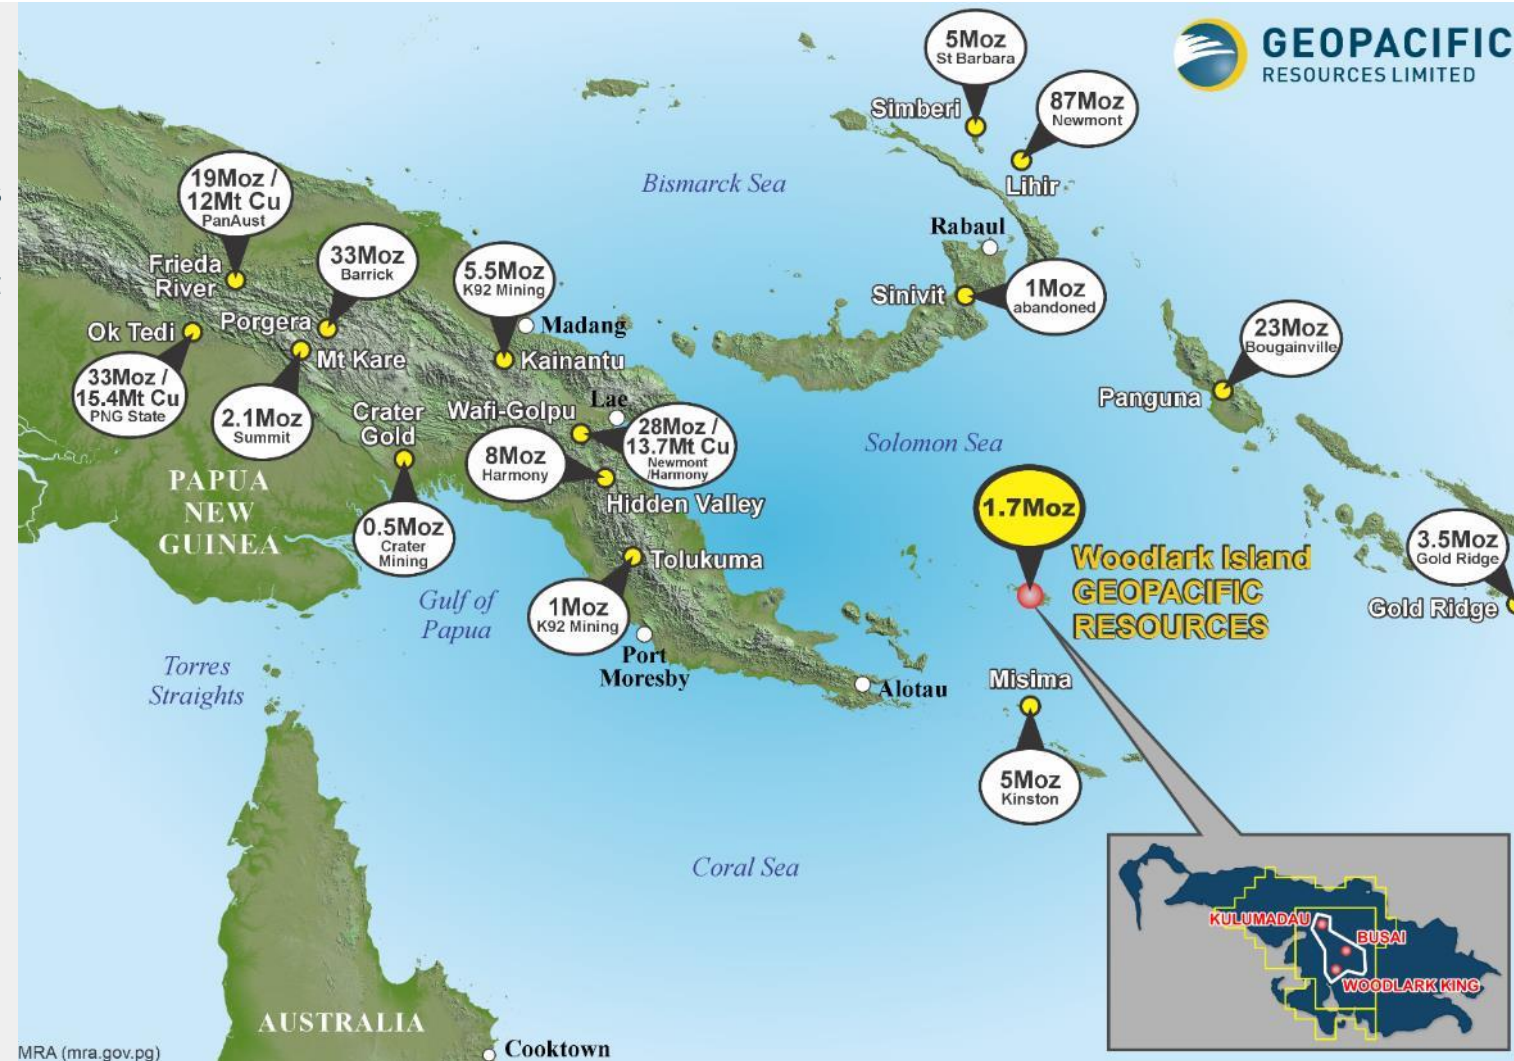 GEOPACIFIC
RESOURCES LIMITED
5Moz
St Barbara
Simberi
87Moz
Newmont
Lihir
Bismarck Sea
19Moz /
12Mt Cu
PanAust
Frieda
River
33Moz
Barrick
Porgera
5.5Moz
K92 Mining
Madang
Kainantu
Rabaul
Sinivit
1Moz
abandoned
Ok Tedi
33Moz /
15.4Mt Cu
PNG State
Mt Kare
2.1Moz
Summit
23Moz
Bougainville
Panguna
Crater
Gold
0.5Moz
Crater
Mining
Wafi-Golpu
Lae
28Moz /
13.7Mt Cu
Newmont
/Harmony
8Moz
Harmony
Hidden Valley
Solomon Sea
PAPUA
NEW
GUINEA
1.7Moz
Woodlark Island
GEOPACIFIC
RESOURCES
3.5Moz
Gold Ridge
Gold Ridge
Tolukuma
1Moz
K92 Mining
Gulf of
Papua
Port
Moresby
Torres
Straights
Alotau
Misima
5Moz
Kinston
Coral Sea
KULUMADAU
BUSAI
WOODLARK KING
AUSTRALIA
Cooktown
MRA (mra.gov.pg)